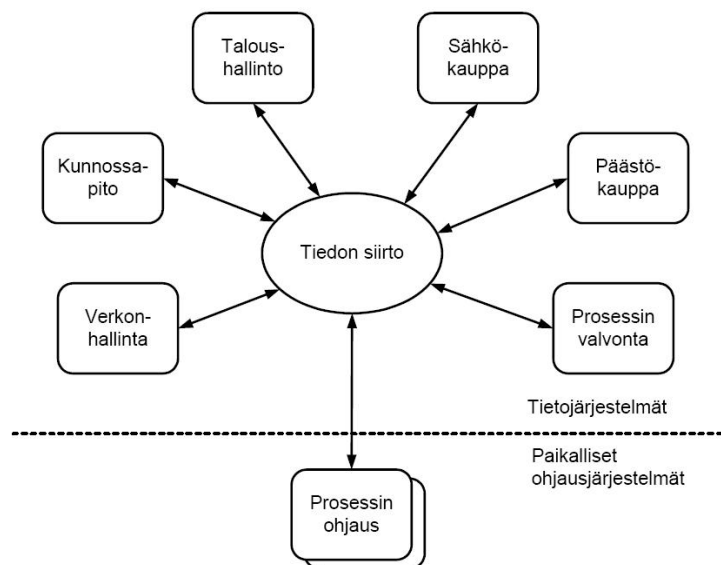 Talous-
hallinto
Sähkö-
kauppa
Kunnossa-
pito
Päästö-
kauppa
Tiedon siirto
Verkon-
hallinta
Prosessin
valvonta
Tietojärjestelmät
Paikalliset
ohjausjärjestelmät
Prosessin
ohjaus